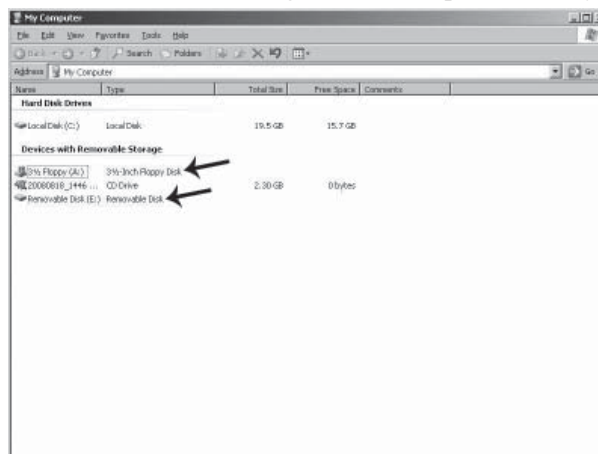 My Computer
File Edit View Favorites Tools Help
Back Search Folders
Address My Computer Go
Name Type Total Size Free Space Comments
Hard Disk Drives
Local Disk (C:) Local Disk 19.5 GB 15.7 GB
Devices with Removable Storage
3½ Floppy (A:) 3½-Inch Floppy Disk
20080818_1446 ... CD Drive 2.30 GB 0 bytes
Removable Disk (E:) Removable Disk